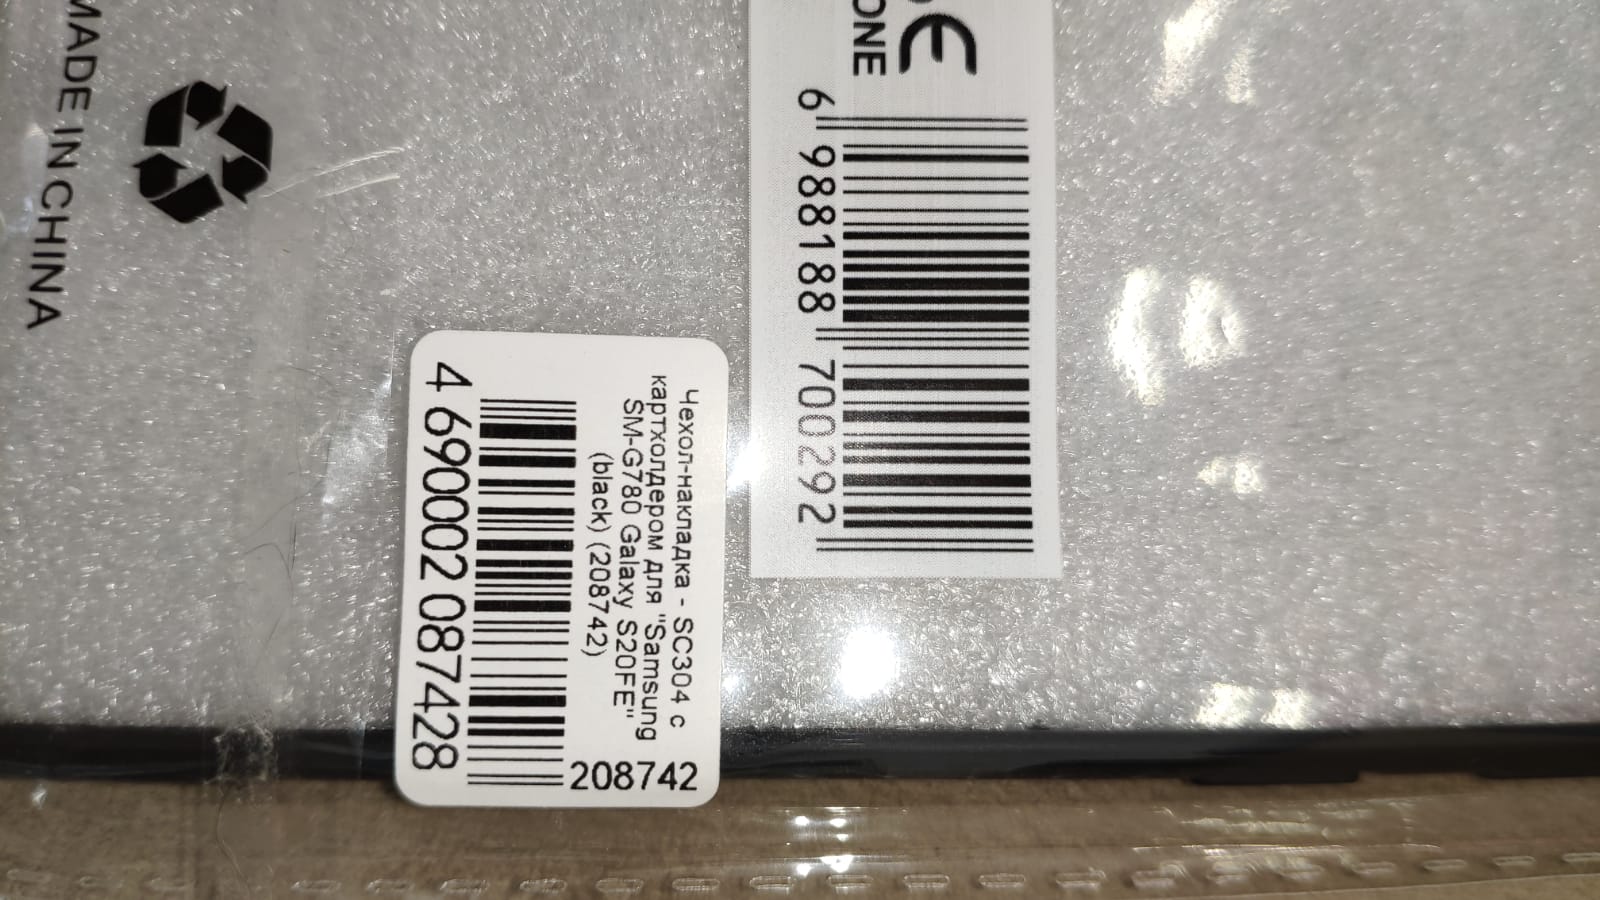 MADE IN CHINA
CE
ONE
6 988188 700292
Чехол-накладка - SC304 с
картхолдером для "Samsung
SM-G780 Galaxy S20FE"
(black) (208742)
4 690002 087428
208742